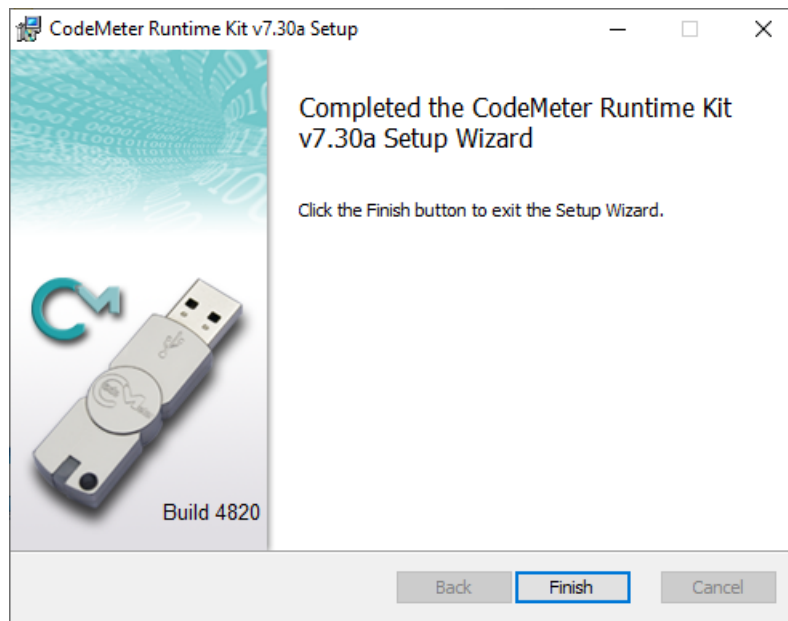 CodeMeter Runtime Kit v7.30a Setup
Completed the CodeMeter Runtime Kit
v7.30a Setup Wizard
Click the Finish button to exit the Setup Wizard.
CM
Build 4820
Back
Finish
Cancel